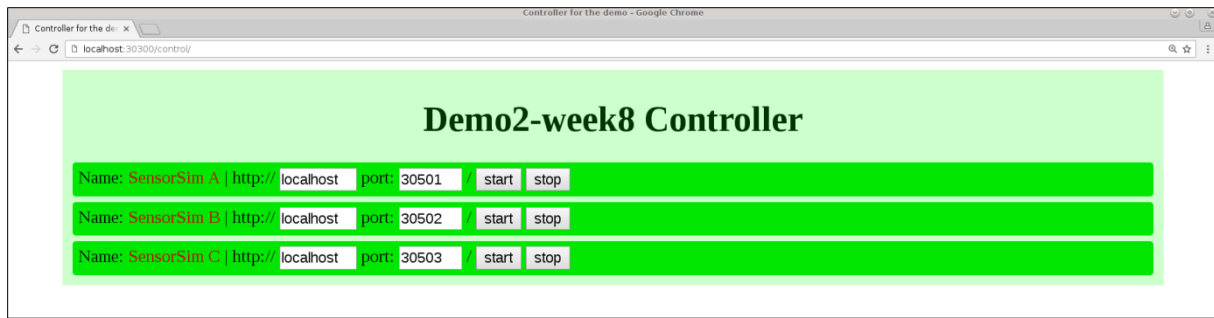 Controller for the demo - Google Chrome
Controller for the de
localhost:30300/control/
Demo2-week8 Controller
Name: SensorSim A | http:// localhost port: 30501 / start stop
Name: SensorSim B | http:// localhost port: 30502 / start stop
Name: SensorSim C | http:// localhost port: 30503 / start stop